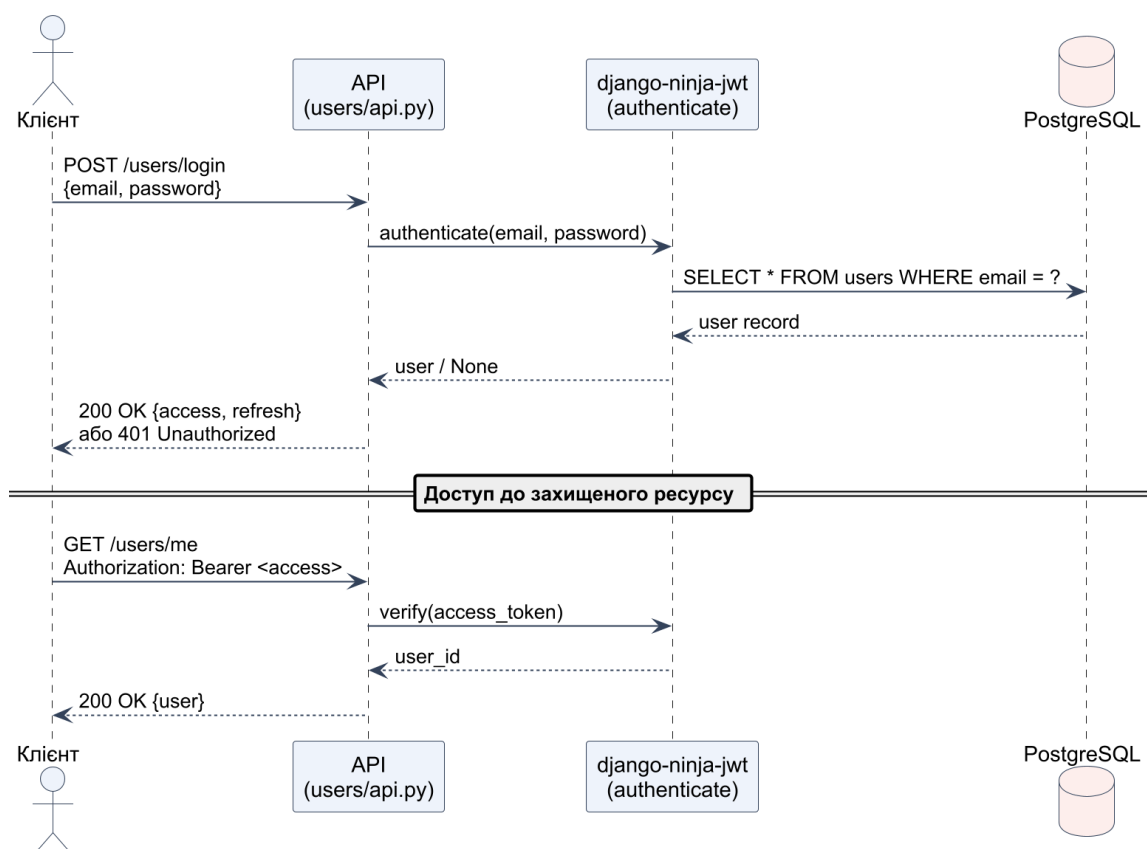 Клієнт
API
(users/api.py)
django-ninja-jwt
(authenticate)
PostgreSQL
POST /users/login
{email, password}
authenticate(email, password)
SELECT * FROM users WHERE email = ?
user record
user / None
200 OK {access, refresh}
або 401 Unauthorized
Доступ до захищеного ресурсу
GET /users/me
Authorization: Bearer <access>
verify(access_token)
user_id
200 OK {user}
Клієнт
API
(users/api.py)
django-ninja-jwt
(authenticate)
PostgreSQL